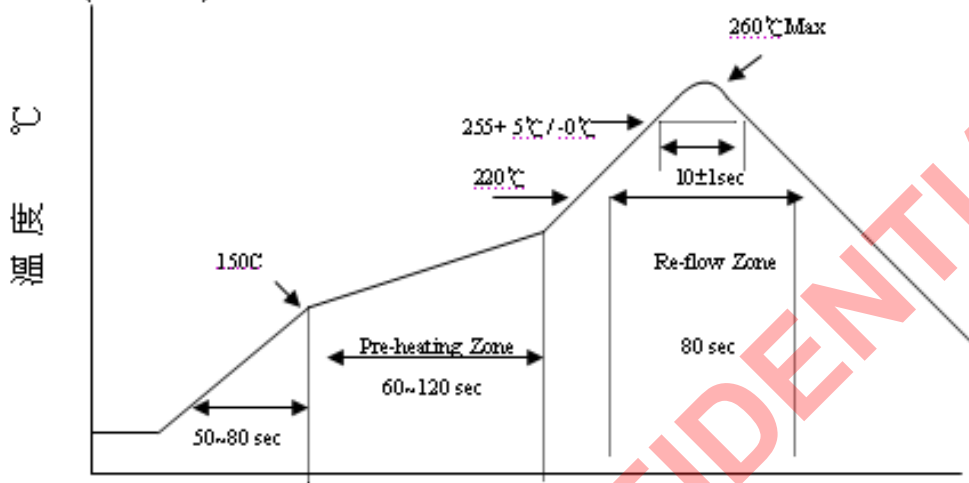 260℃Max
温度 ℃
255+ 5℃/ -0℃
220℃
10±1sec
150C
Re-flow Zone
Pre-heating Zone
80 sec
60~120 sec
50~80 sec